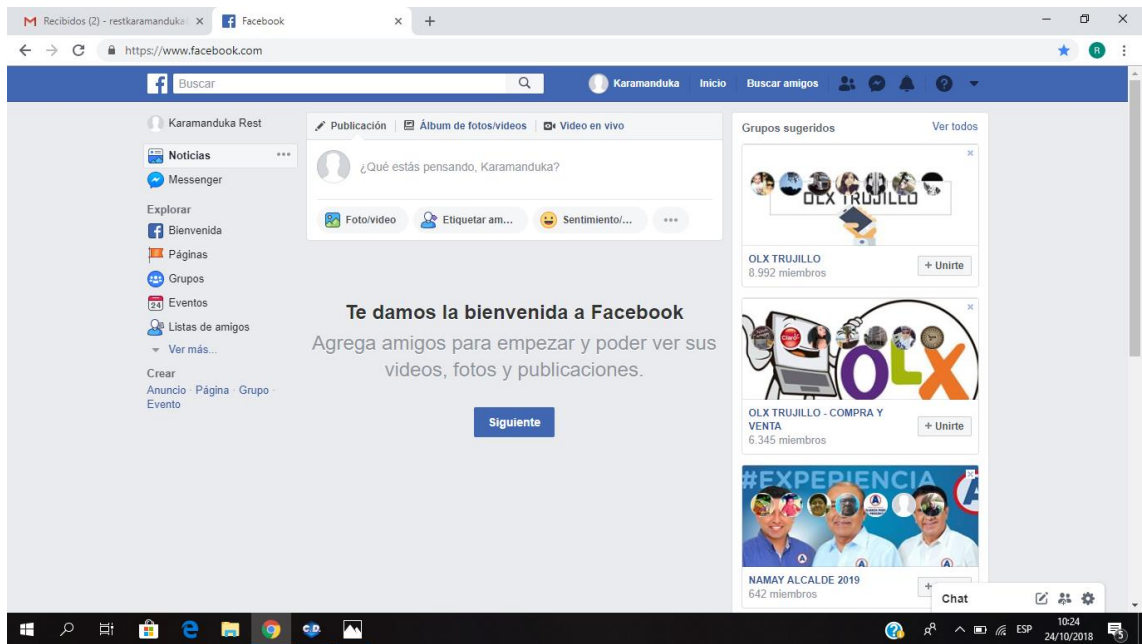 Recibidos (2) - restkaramanduka
Facebook
https://www.facebook.com
R
Buscar
Karamanduka
Inicio
Buscar amigos
Karamanduka Rest
Noticias
Messenger
Explorar
Bienvenida
Páginas
Grupos
24
Eventos
Listas de amigos
Ver más...
Crear
Anuncio · Página · Grupo ·
Evento
Publicación
Álbum de fotos/videos
Video en vivo
¿Qué estás pensando, Karamanduka?
Foto/video
Etiquetar am...
Sentimiento/...
Te damos la bienvenida a Facebook
Agrega amigos para empezar y poder ver sus
videos, fotos y publicaciones.
Siguiente
Grupos sugeridos
Ver todos
OLX TRUJILLO
OLX TRUJILLO
8.992 miembros
+ Unirte
OLX
OLX TRUJILLO - COMPRA Y
VENTA
6.345 miembros
+ Unirte
#EXPERIENCIA
NAMAY ALCALDE 2019
642 miembros
Chat
C.D.
ESP
10:24
24/10/2018
5